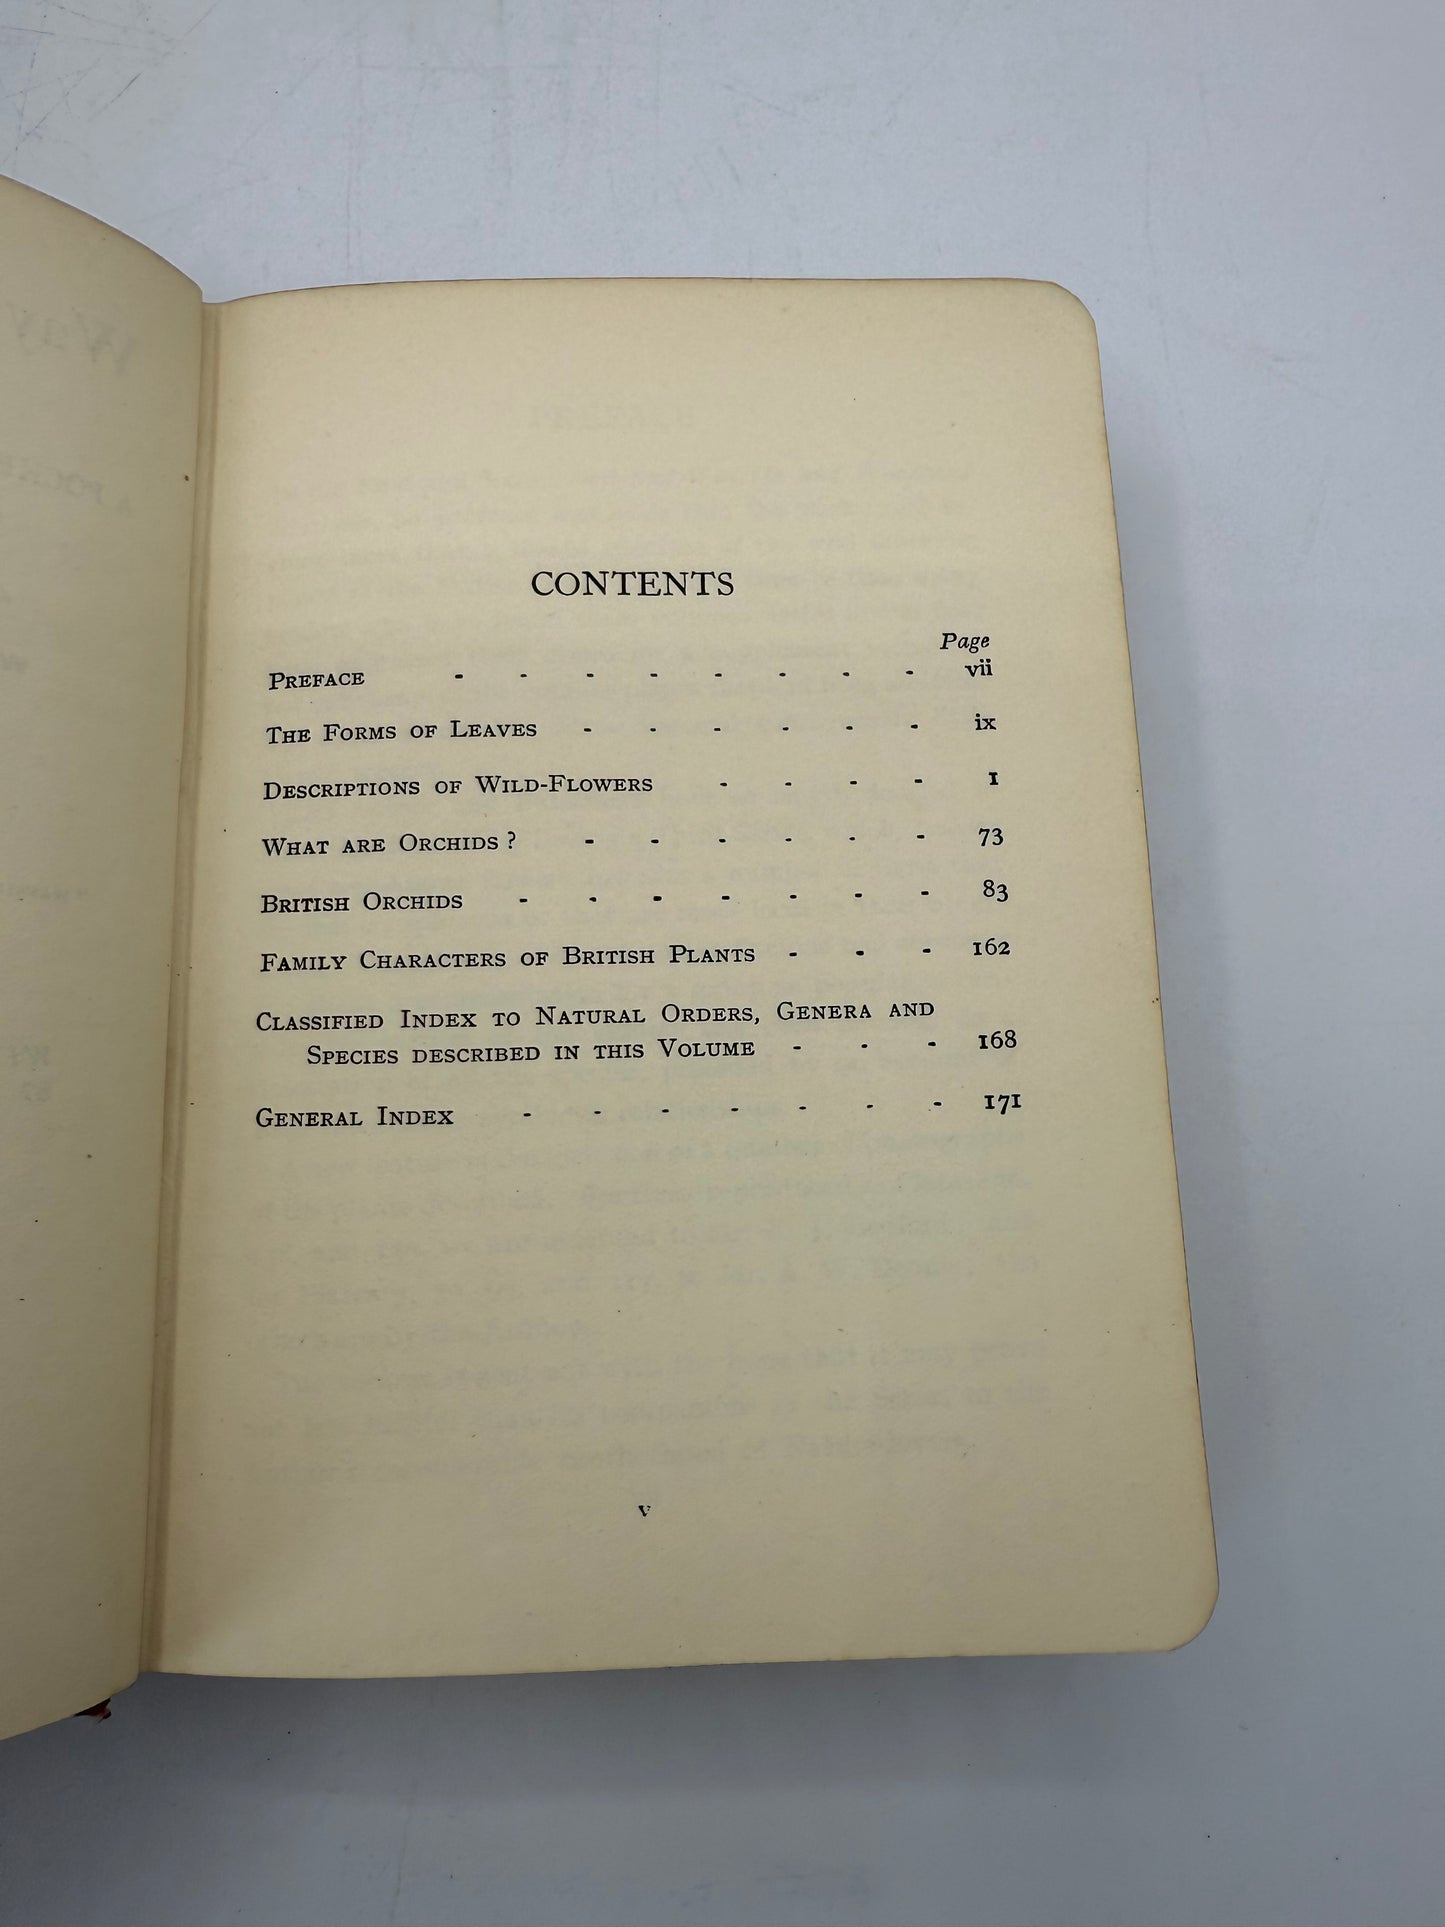 CONTENTS
Page
PREFACE - - - - - - - - vii
THE FORMS OF LEAVES - - - - - - ix
DESCRIPTIONS OF WILD-FLOWERS - - - - 1
WHAT ARE ORCHIDS? - - - - - - 73
BRITISH ORCHIDS - - - - - - - 83
FAMILY CHARACTERS OF BRITISH PLANTS - - - 162
CLASSIFIED INDEX TO NATURAL ORDERS, GENERA AND
SPECIES DESCRIBED IN THIS VOLUME - - - 168
GENERAL INDEX - - - - - - - 171
v